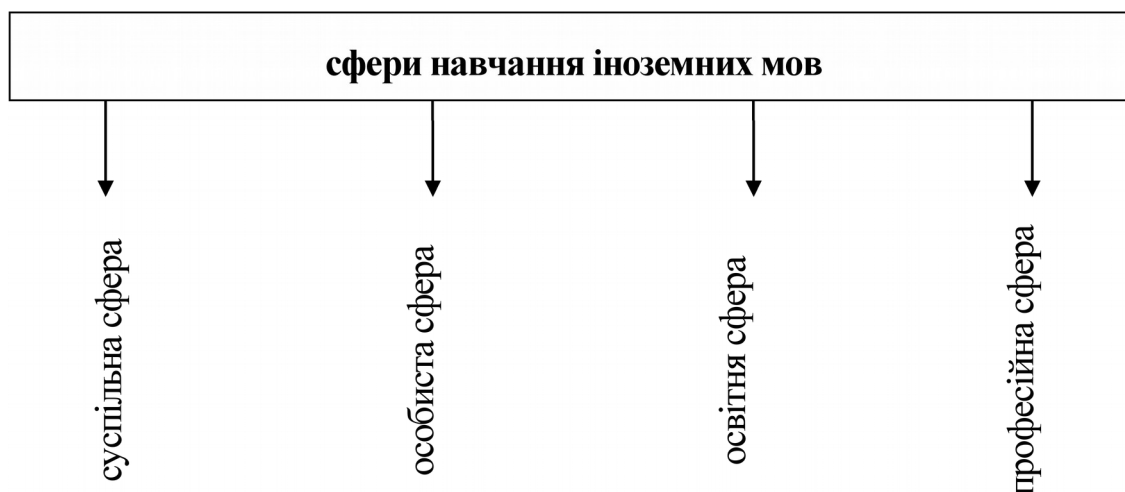 сфери навчання іноземних мов
суспільна сфера
особиста сфера
освітня сфера
професійна сфера